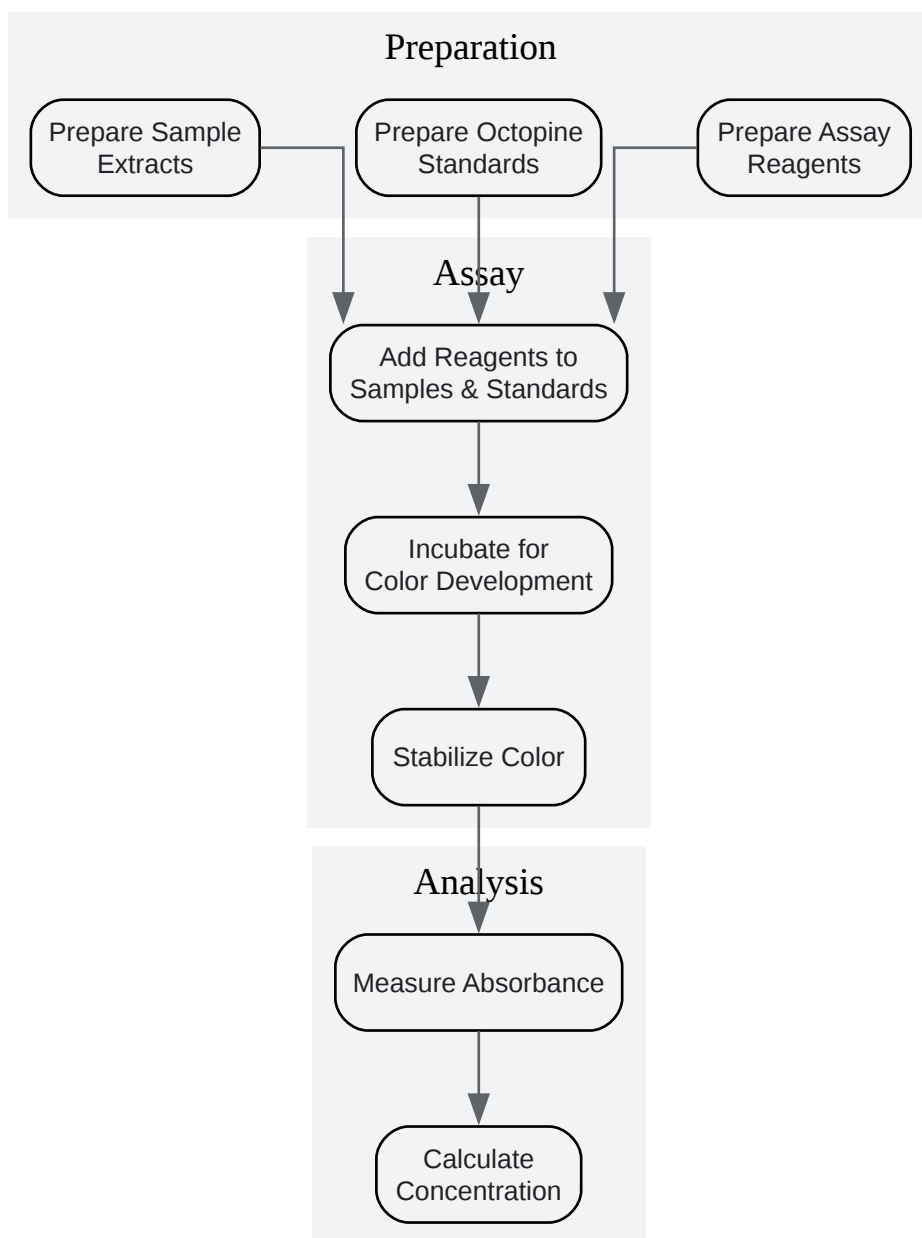 Preparation
Prepare Sample
Extracts
Prepare Octopine
Standards
Prepare Assay
Reagents
Assay
Add Reagents to
Samples & Standards
Incubate for
Color Development
Stabilize Color
Analysis
Measure Absorbance
Calculate
Concentration